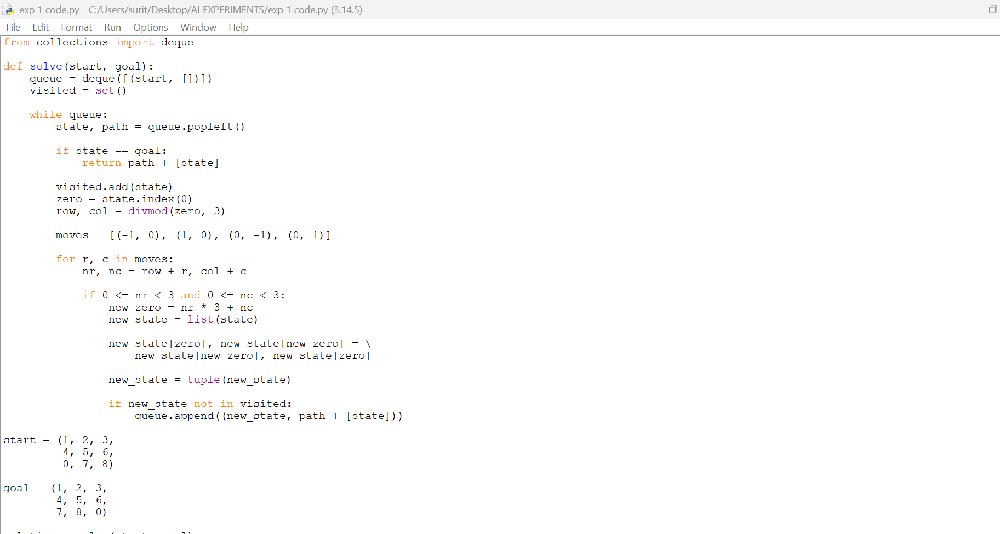 exp 1 code.py - C:/Users/surit/Desktop/AI EXPERIMENTS/exp 1 code.py (3.14.5)
File Edit Format Run Options Window Help
from collections import deque

def solve(start, goal):
    queue = deque([(start, [])])
    visited = set()

    while queue:
        state, path = queue.popleft()

        if state == goal:
            return path + [state]

        visited.add(state)
        zero = state.index(0)
        row, col = divmod(zero, 3)

        moves = [(-1, 0), (1, 0), (0, -1), (0, 1)]

        for r, c in moves:
            nr, nc = row + r, col + c

            if 0 <= nr < 3 and 0 <= nc < 3:
                new_zero = nr * 3 + nc
                new_state = list(state)

                new_state[zero], new_state[new_zero] = \
                    new_state[new_zero], new_state[zero]

                new_state = tuple(new_state)

                if new_state not in visited:
                    queue.append((new_state, path + [state]))

start = (1, 2, 3,
         4, 5, 6,
         0, 7, 8)

goal = (1, 2, 3,
        4, 5, 6,
        7, 8, 0)